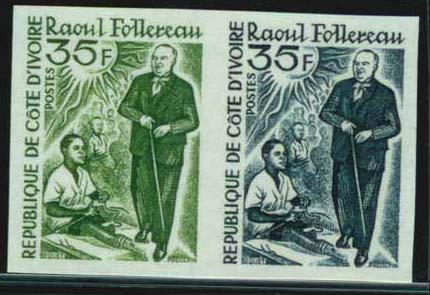 Raoul Follereau
35F
POSTES
REPUBLIQUE DE CÔTE D'IVOIRE
Raoul Follereau
35F
POSTES
REPUBLIQUE DE CÔTE D'IVOIRE